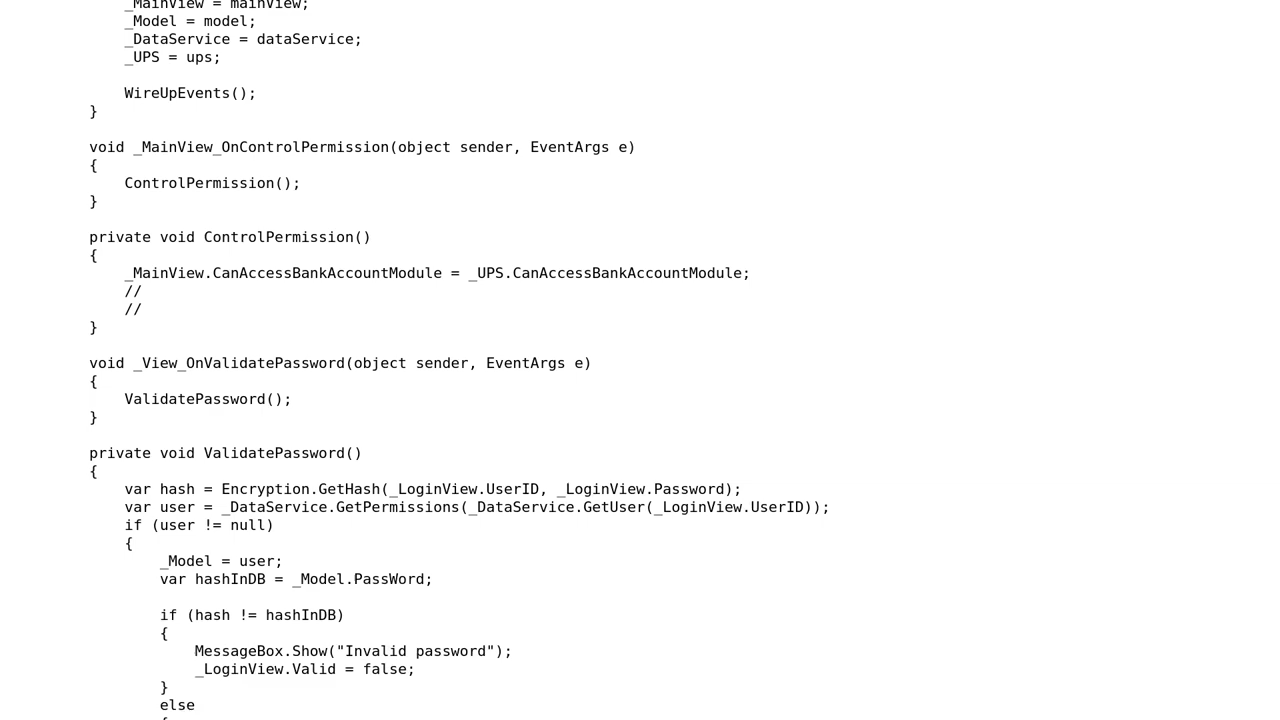 _MainView = mainView;
_Model = model;
_DataService = dataService;
_UPS = ups;
WireUpEvents();
}
void _MainView_OnControlPermission(object sender, EventArgs e)
{
ControlPermission();
}
private void ControlPermission()
{
_MainView.CanAccessBankAccountModule = _UPS.CanAccessBankAccountModule;
//
//
}
void _View_OnValidatePassword(object sender, EventArgs e)
{
ValidatePassword();
}
private void ValidatePassword()
{
var hash = Encryption.GetHash(_LoginView.UserID, _LoginView.Password);
var user = _DataService.GetPermissions(_DataService.GetUser(_LoginView.UserID));
if (user != null)
{
_Model = user;
var hashInDB = _Model.PassWord;
if (hash != hashInDB)
{
MessageBox.Show("Invalid password");
_LoginView.Valid = false;
}
else
{